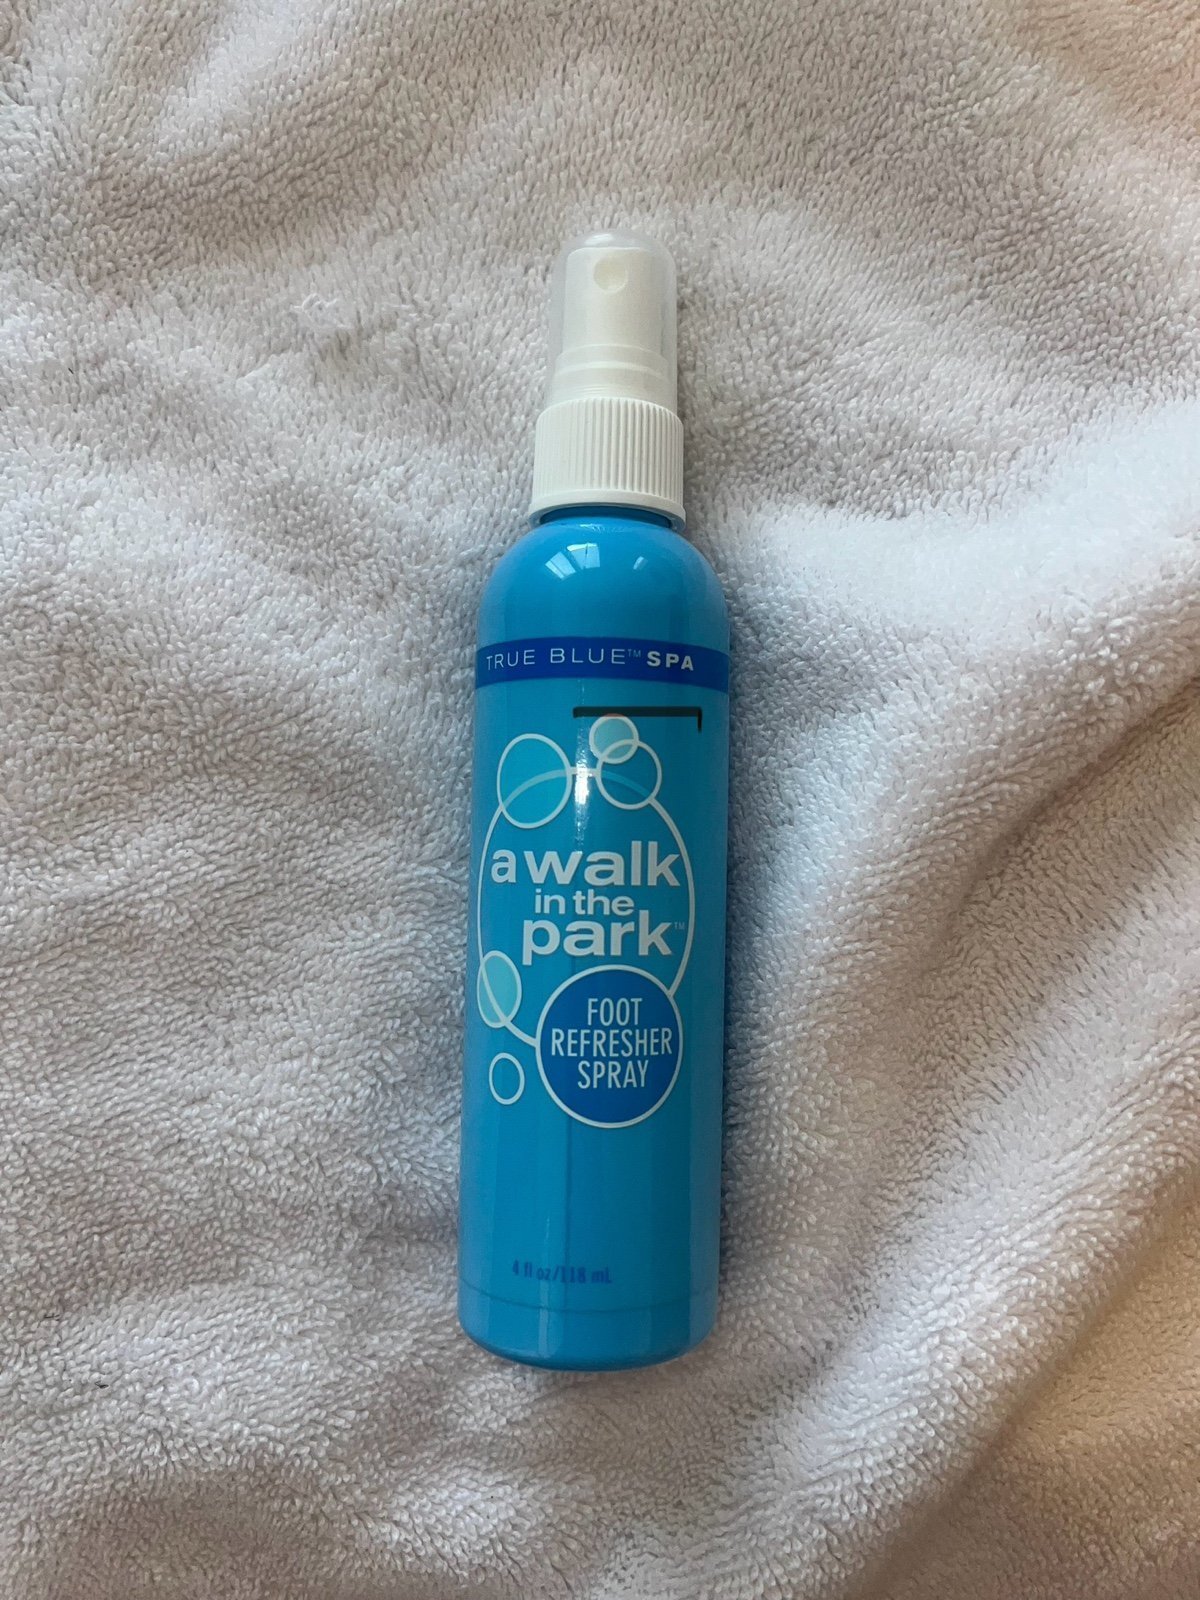 TRUE BLUE™ SPA
a walk
in the
park™
FOOT
REFRESHER
SPRAY
4 fl oz/118 mL